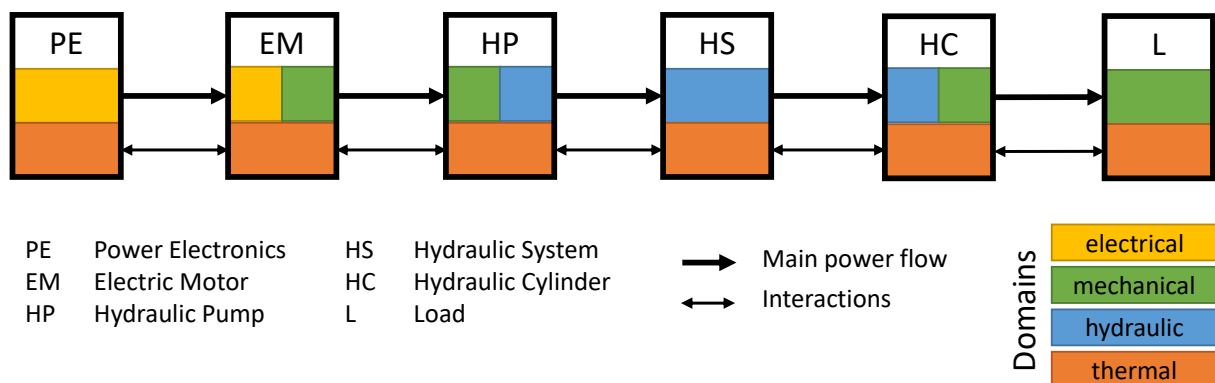 PE EM HP HS HC L
PE Power Electronics HS Hydraulic System
EM Electric Motor HC Hydraulic Cylinder
HP Hydraulic Pump L Load
Main power flow
Interactions
Domains
electrical
mechanical
hydraulic
thermal